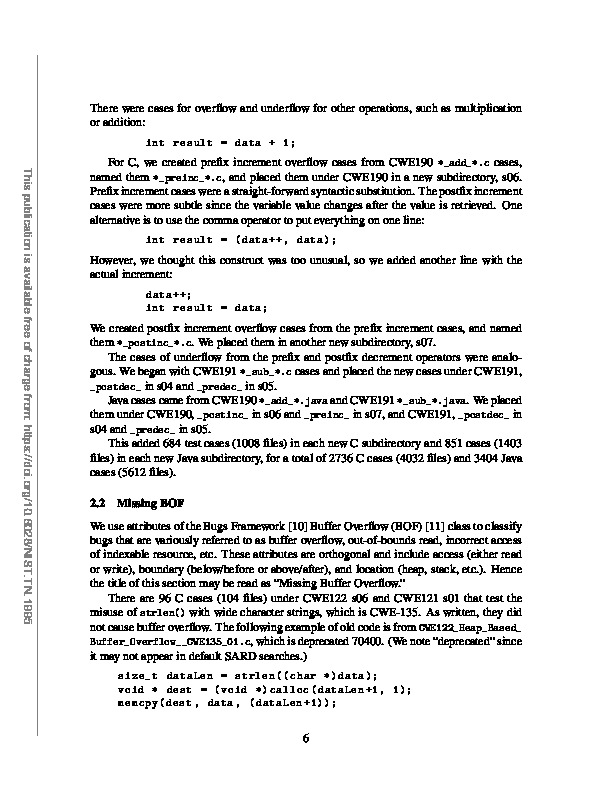 There were cases for overflow and underflow for other operations, such as multiplication
or addition:
int result = data + 1;
For C, we created prefix increment overflow cases from CWE190 *_add_*.c cases,
named them *_preinc_*.c, and placed them under CWE190 in a new subdirectory, s06.
Prefix increment cases were a straight-forward syntactic substitution. The postfix increment
cases were more subtle since the variable value changes after the value is retrieved. One
alternative is to use the comma operator to put everything on one line:
int result = (data++, data);
However, we thought this construct was too unusual, so we added another line with the
actual increment:
data++;
int result = data;
We created postfix increment overflow cases from the prefix increment cases, and named
them *_postinc_*.c. We placed them in another new subdirectory, s07.
The cases of underflow from the prefix and postfix decrement operators were analo-
gous. We began with CWE191 *_sub_*.c cases and placed the new cases under CWE191,
_postdec_ in s04 and _predec_ in s05.
Java cases came from CWE190 *_add_*.java and CWE191 *_sub_*.java. We placed
them under CWE190, _postinc_ in s06 and _preinc_ in s07, and CWE191, _postdec_ in
s04 and _predec_ in s05.
This added 684 test cases (1008 files) in each new C subdirectory and 851 cases (1403
files) in each new Java subdirectory, for a total of 2736 C cases (4032 files) and 3404 Java
cases (5612 files).
2.2 Missing BOF
We use attributes of the Bugs Framework [10] Buffer Overflow (BOF) [11] class to classify
bugs that are variously referred to as buffer overflow, out-of-bounds read, incorrect access
of indexable resource, etc. These attributes are orthogonal and include access (either read
or write), boundary (below/before or above/after), and location (heap, stack, etc.). Hence
the title of this section may be read as "Missing Buffer Overflow."
There are 96 C cases (104 files) under CWE122 s06 and CWE121 s01 that test the
misuse of strlen() with wide character strings, which is CWE-135. As written, they did
not cause buffer overflow. The following example of old code is from CWE122_Heap_Based_
Buffer_Overflow__CWE135_01.c, which is deprecated 70400. (We note "deprecated" since
it may not appear in default SARD searches.)
size_t dataLen = strlen((char *)data);
void * dest = (void *)calloc(dataLen+1, 1);
memcpy(dest, data, (dataLen+1));
6
This publication is available free of charge from: https://doi.org/10.6028/NIST.TN.1995